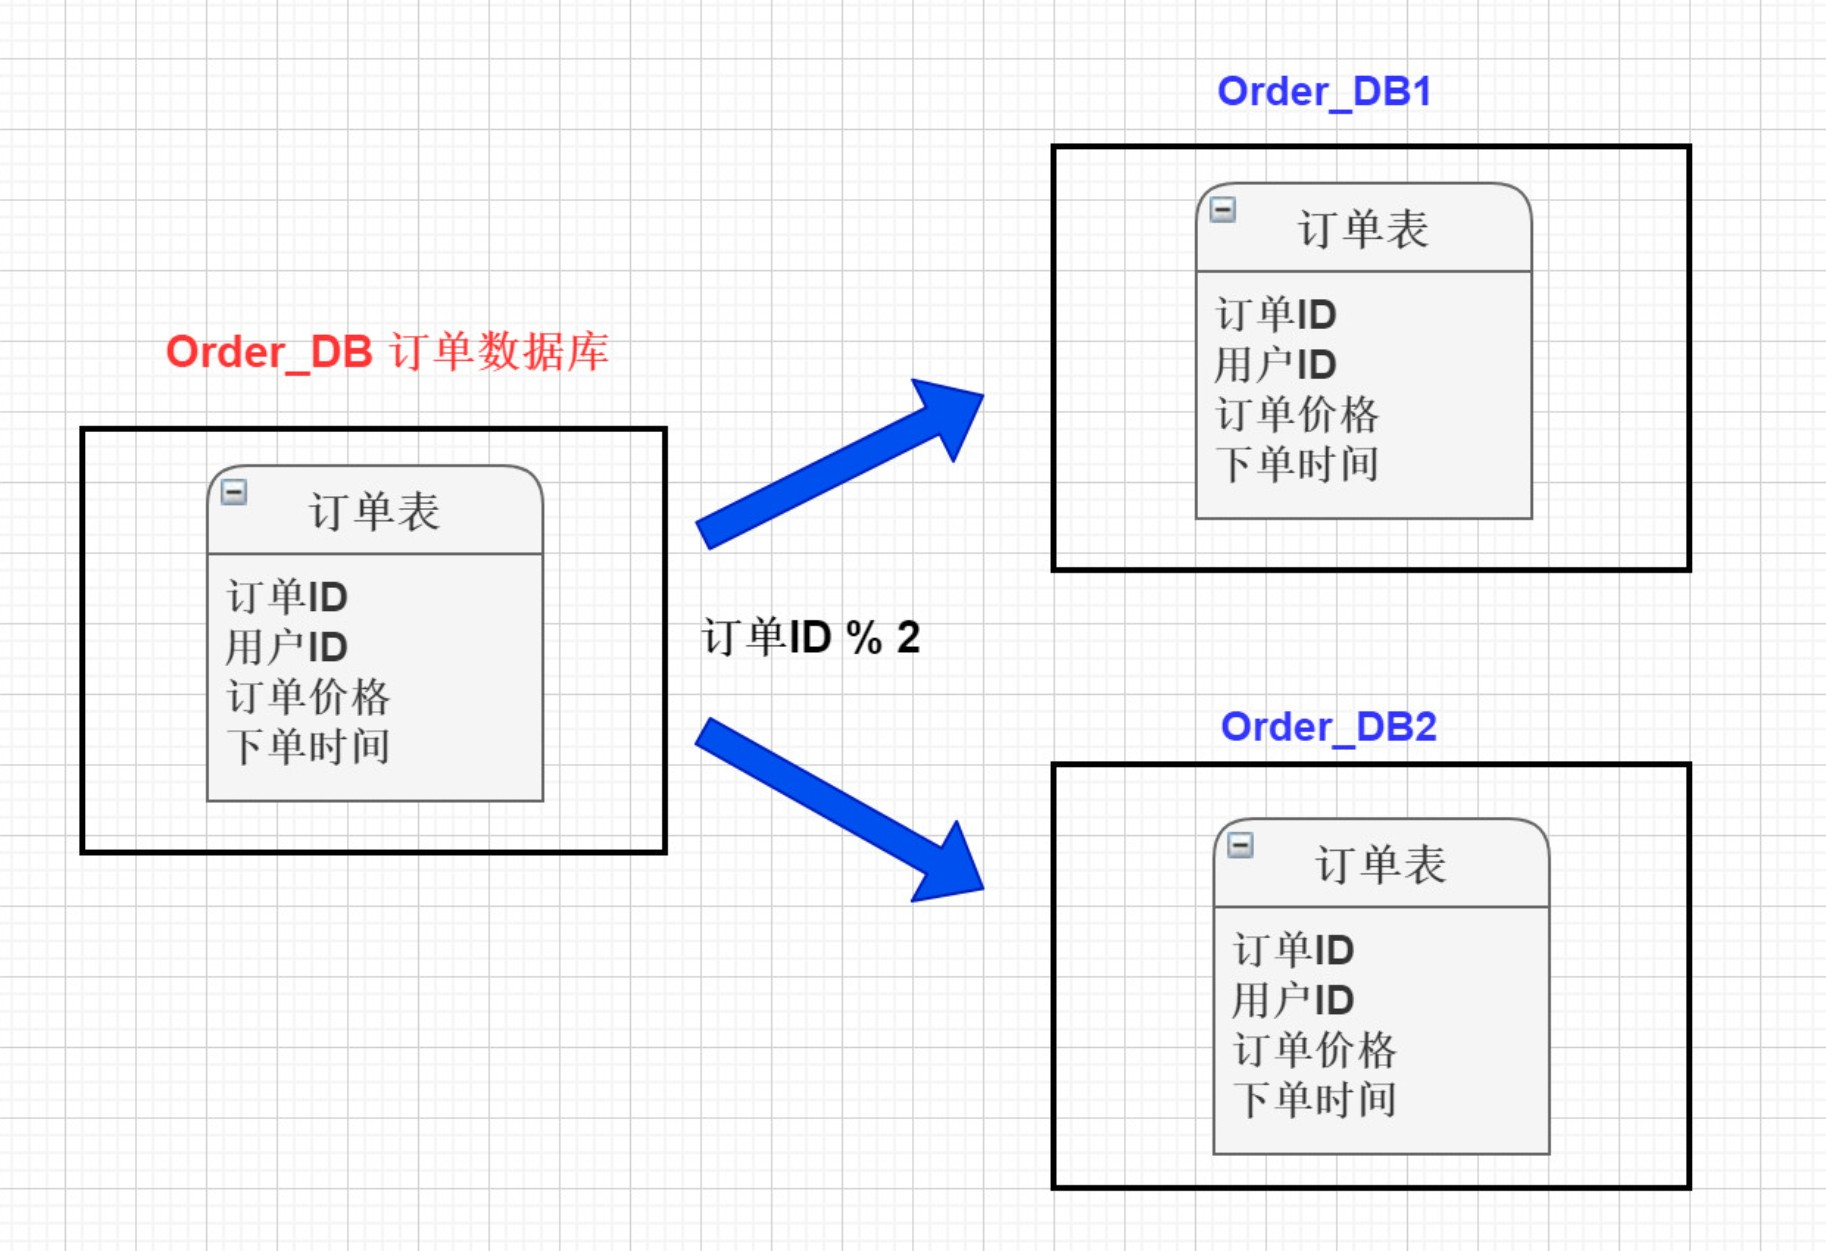 Order_DB 订单数据库
订单表
订单ID
用户ID
订单价格
下单时间
订单ID % 2
Order_DB1
订单表
订单ID
用户ID
订单价格
下单时间
Order_DB2
订单表
订单ID
用户ID
订单价格
下单时间